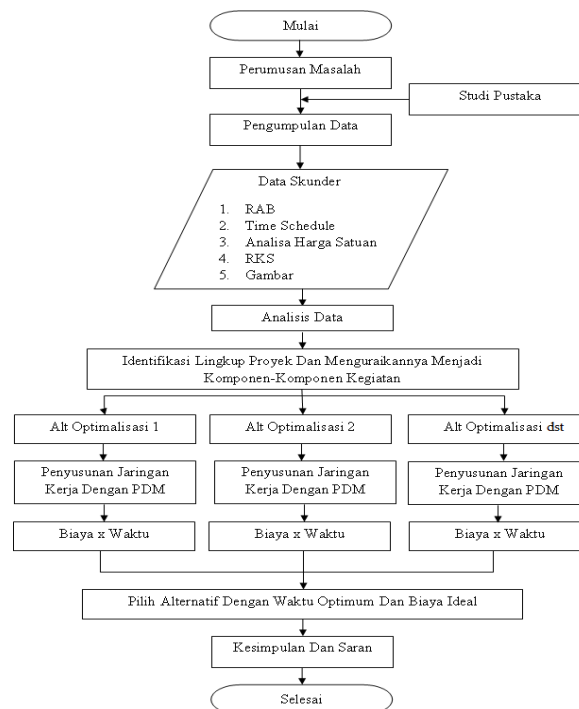 Mulai
Perumusan Masalah
Studi Pustaka
Pengumpulan Data
Data Skunder
1. RAB
2. Time Schedule
3. Analisa Harga Satuan
4. RKS
5. Gambar
Analisis Data
Identifikasi Lingkup Proyek Dan Menguraikannya Menjadi
Komponen-Komponen Kegiatan
Alt Optimalisasi 1
Alt Optimalisasi 2
Alt Optimalisasi dst
Penyusunan Jaringan
Kerja Dengan PDM
Penyusunan Jaringan
Kerja Dengan PDM
Penyusunan Jaringan
Kerja Dengan PDM
Biaya x Waktu
Biaya x Waktu
Biaya x Waktu
Pilih Alternatif Dengan Waktu Optimum Dan Biaya Ideal
Kesimpulan Dan Saran
Selesai